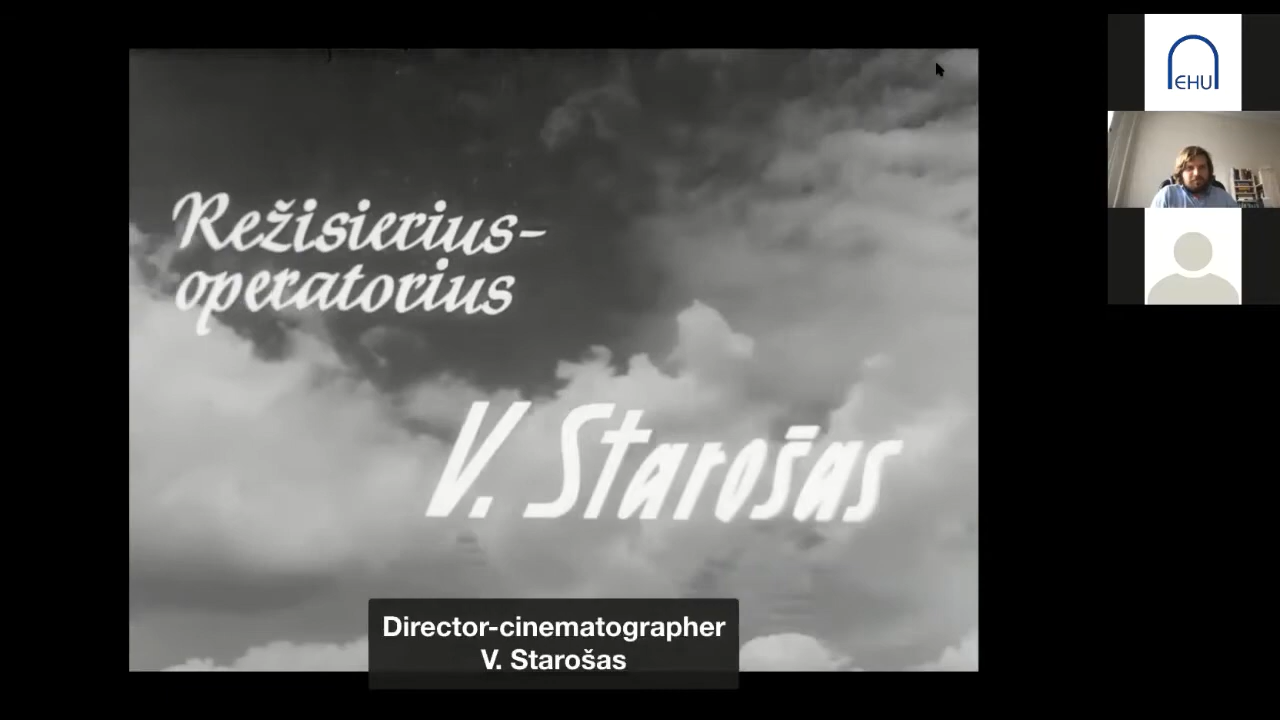 Režisierius-
operatorius
V. Starošas
Director-cinematographer
V. Starošas
EHU